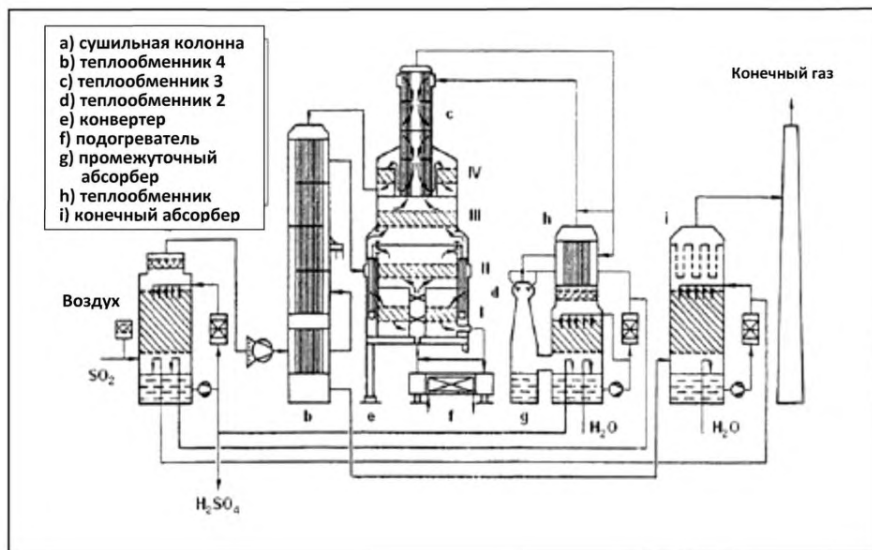 a) сушильная колонна
b) теплообменник 4
c) теплообменник 3
d) теплообменник 2
e) конвертер
f) подогреватель
g) промежуточный
абсорбер
h) теплообменник
i) конечный абсорбер
Конечный газ
c
IV
III
h
i
II
d
Воздух
I
SO₂
b
e
f
g
H₂O
H₂O
H₂SO₄